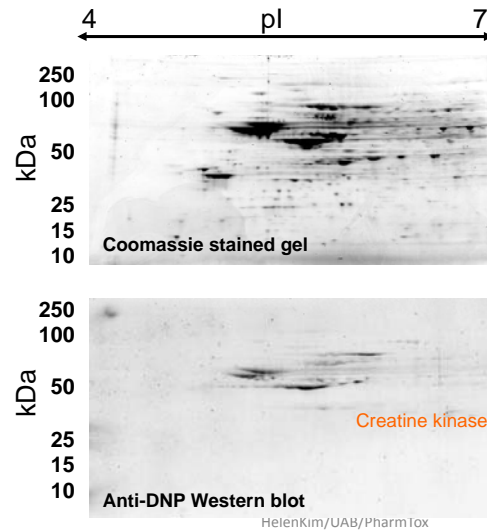 4 pI 7
250
100
50
25
15
10
kDa
Coomassie stained gel
250
100
50
25
15
10
kDa
Creatine kinase
Anti-DNP Western blot
HelenKim/UAB/PharmTox